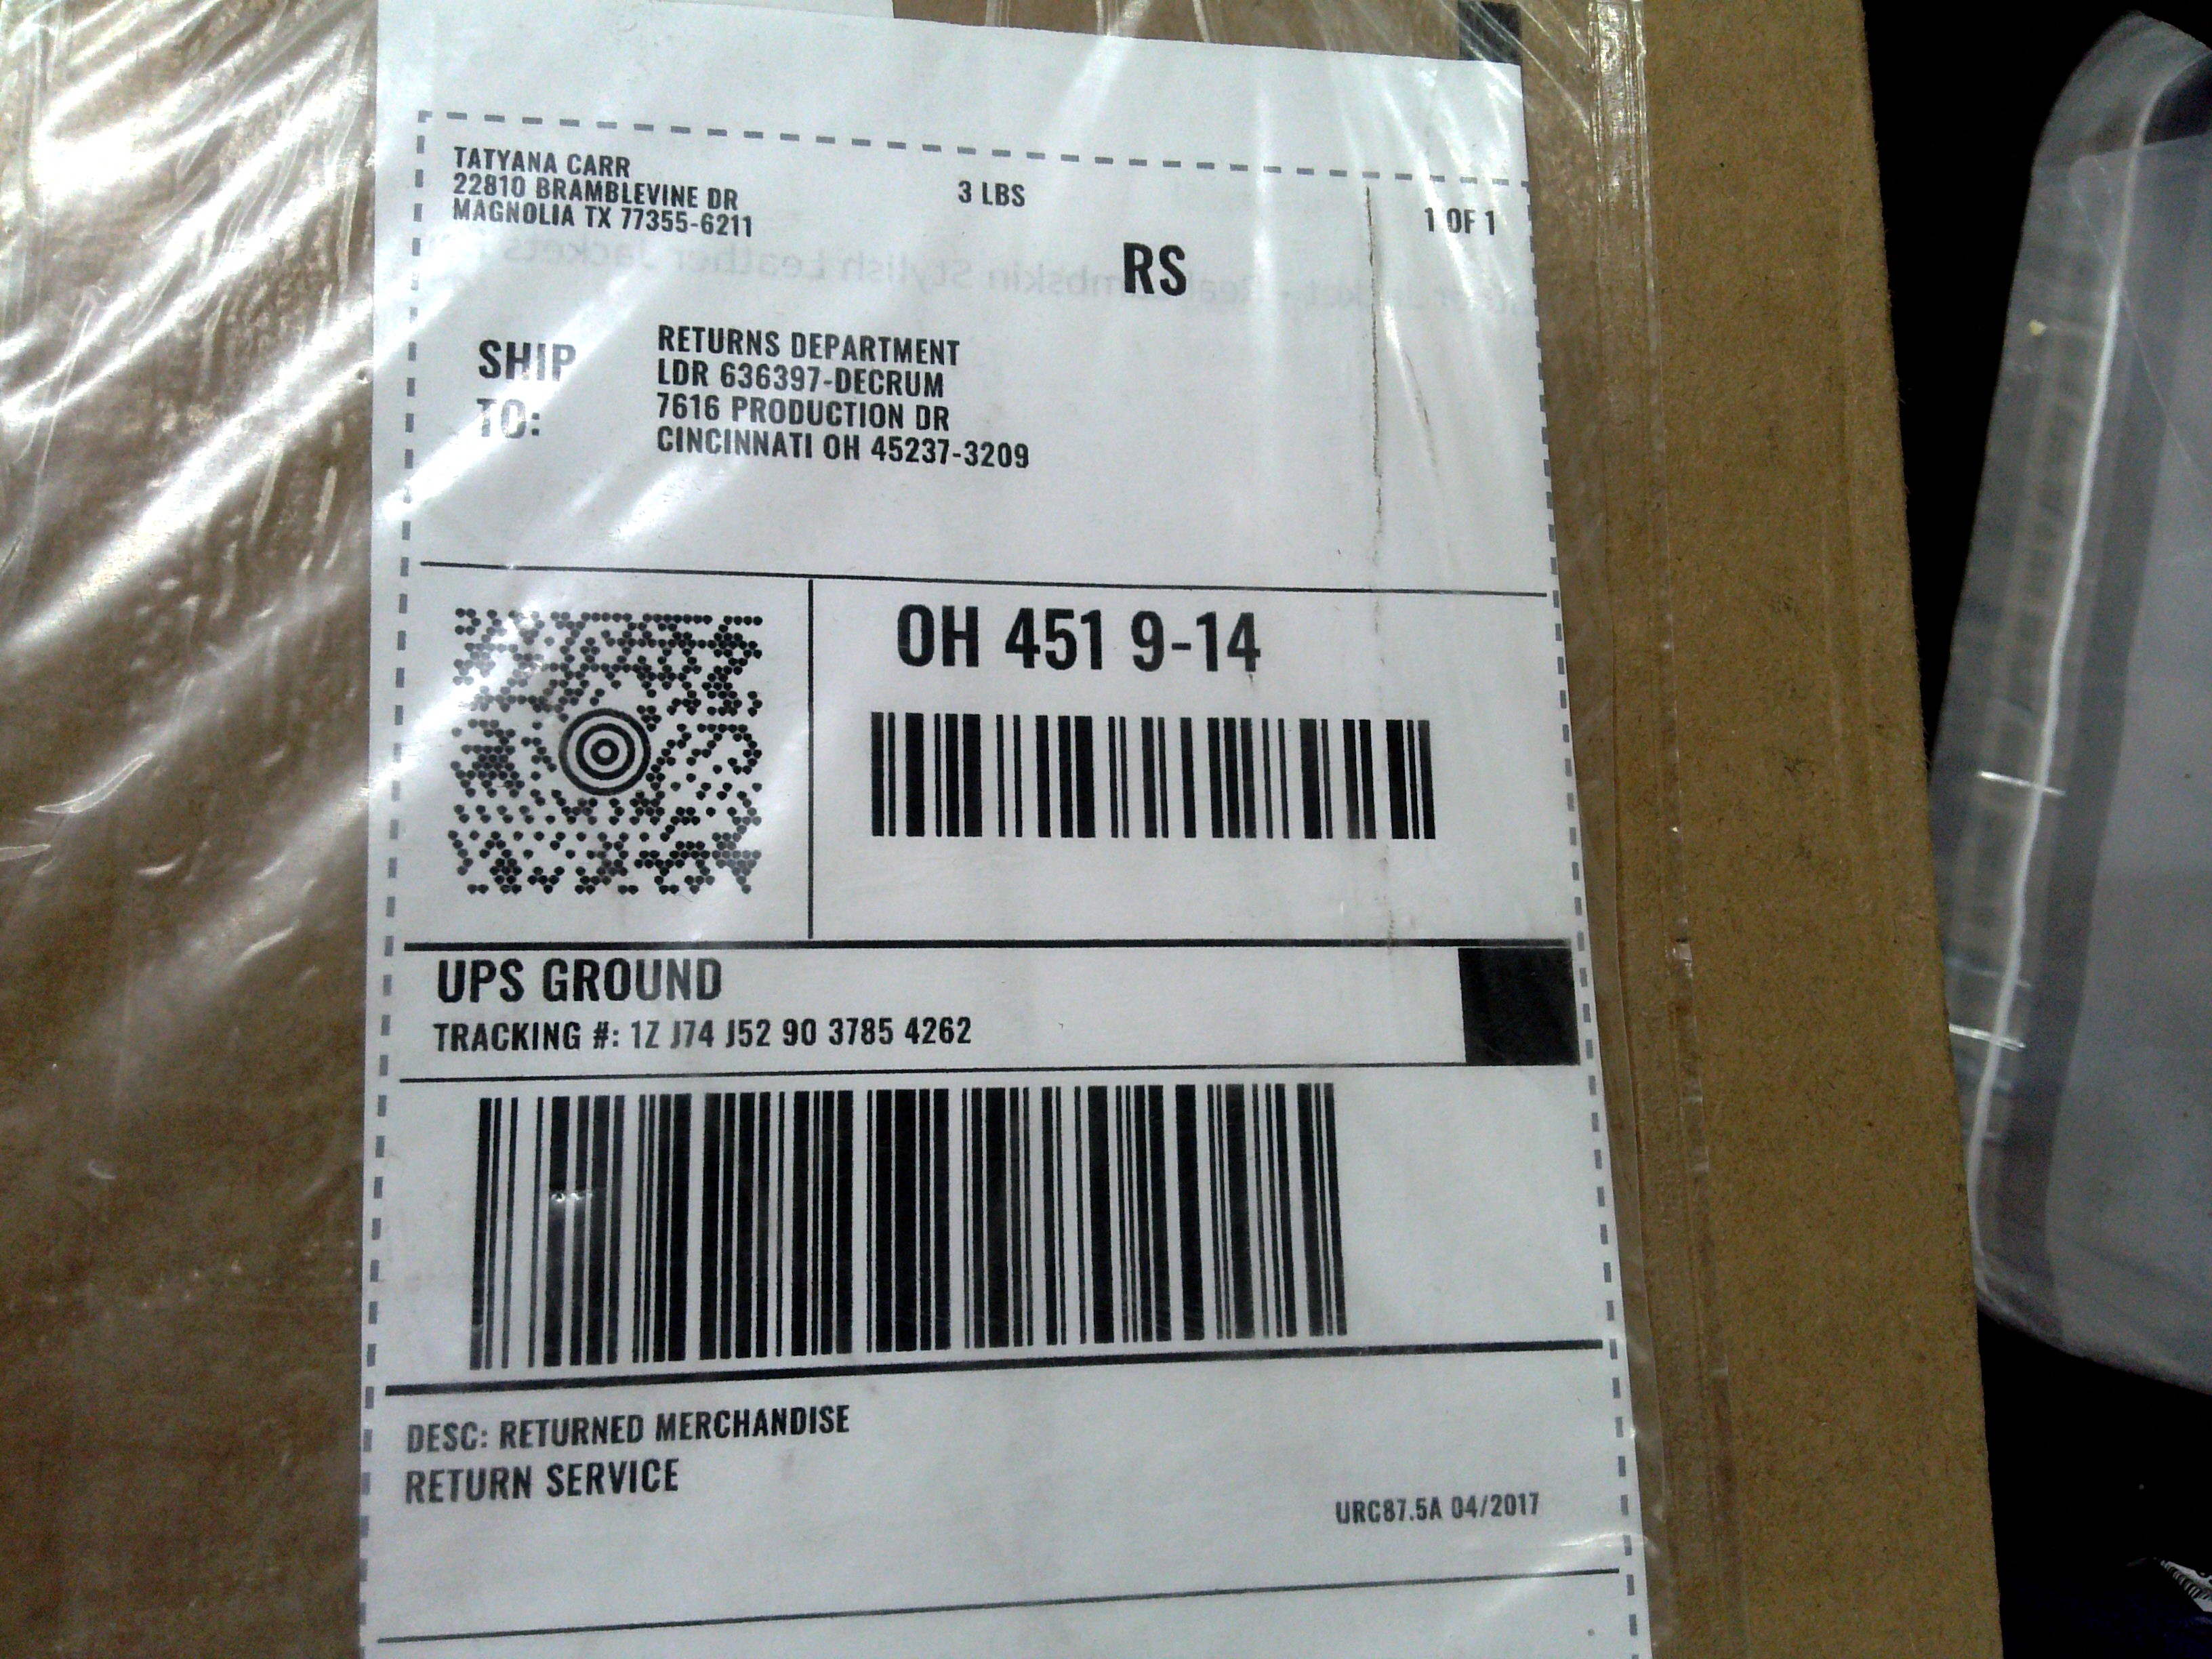 TATYANA CARR
22810 BRAMBLEVINE DR
MAGNOLIA TX 77355-6211
3 LBS
1 OF 1
RS
SHIP
TO:
RETURNS DEPARTMENT
LDR 636397-DECRUM
7616 PRODUCTION DR
CINCINNATI OH 45237-3209
OH 451 9-14
UPS GROUND
TRACKING #: 1Z J74 J52 90 3785 4262
DESC: RETURNED MERCHANDISE
RETURN SERVICE
URC87.5A 04/2017